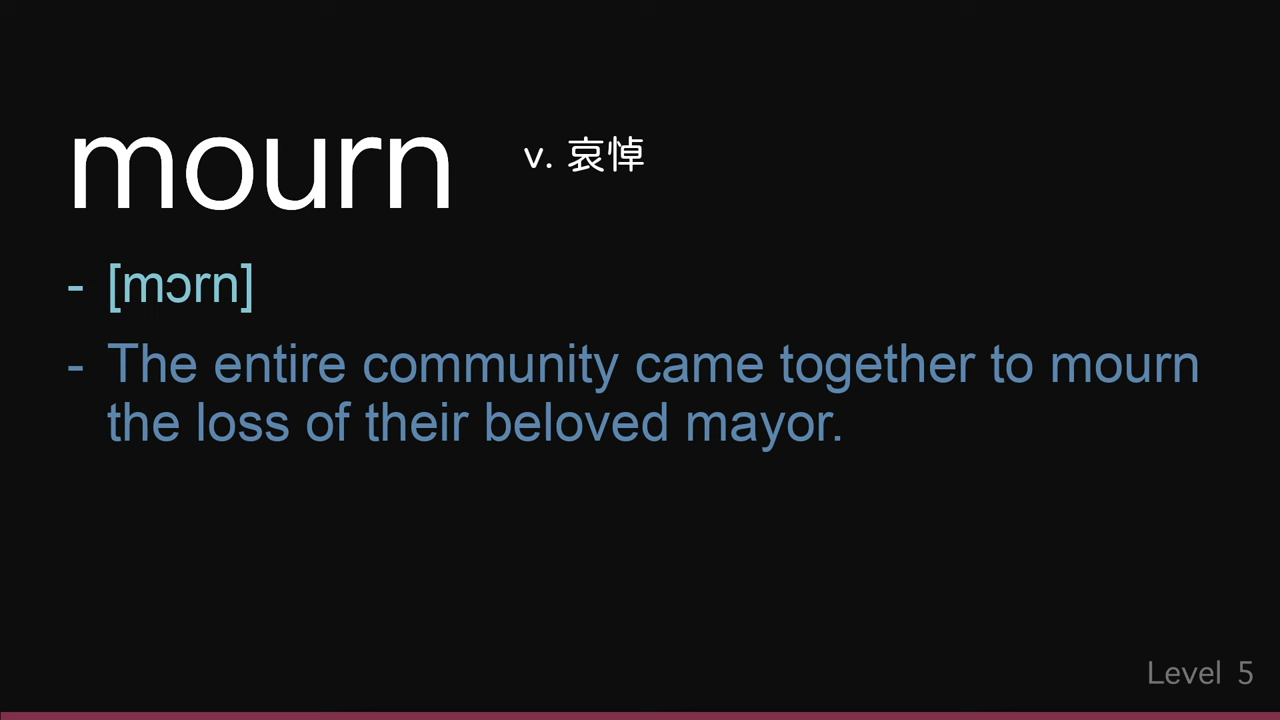 mourn v. 哀悼
- [mɔrn]
- The entire community came together to mourn
the loss of their beloved mayor.
Level 5